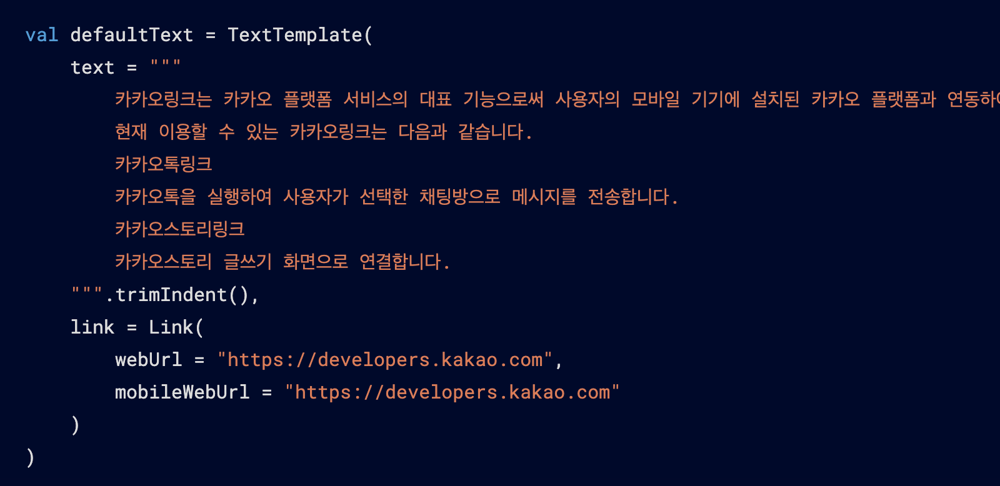 val defaultText = TextTemplate(
    text = """
        카카오링크는 카카오 플랫폼 서비스의 대표 기능으로써 사용자의 모바일 기기에 설치된 카카오 플랫폼과
        현재 이용할 수 있는 카카오링크는 다음과 같습니다.
        카카오톡링크
        카카오톡을 실행하여 사용자가 선택한 채팅방으로 메시지를 전송합니다.
        카카오스토리링크
        카카오스토리 글쓰기 화면으로 연결합니다.
    """.trimIndent(),
    link = Link(
        webUrl = "https://developers.kakao.com",
        mobileWebUrl = "https://developers.kakao.com"
    )
)